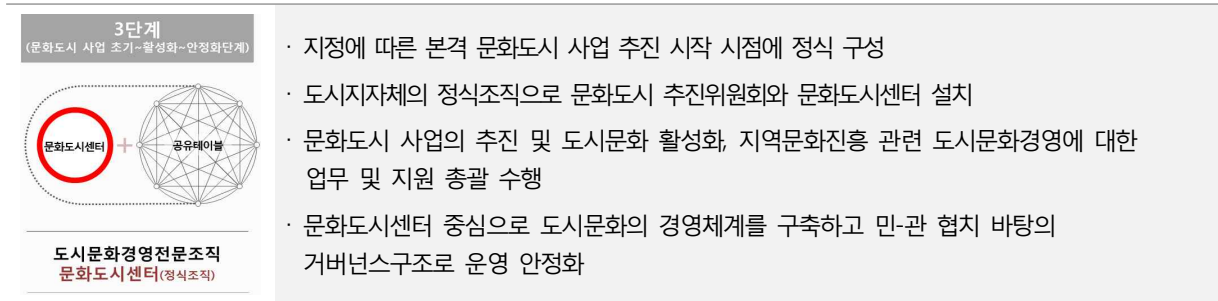 3단계
(문화도시 사업 초기~활성화~안정화단계)
문화도시센터
+
공유테이블
도시문화경영전문조직
문화도시센터(정식조직)
· 지정에 따른 본격 문화도시 사업 추진 시작 시점에 정식 구성
· 도시지자체의 정식조직으로 문화도시 추진위원회와 문화도시센터 설치
· 문화도시 사업의 추진 및 도시문화 활성화, 지역문화진흥 관련 도시문화경영에 대한
업무 및 지원 총괄 수행
· 문화도시센터 중심으로 도시문화의 경영체계를 구축하고 민-관 협치 바탕의
거버넌스구조로 운영 안정화